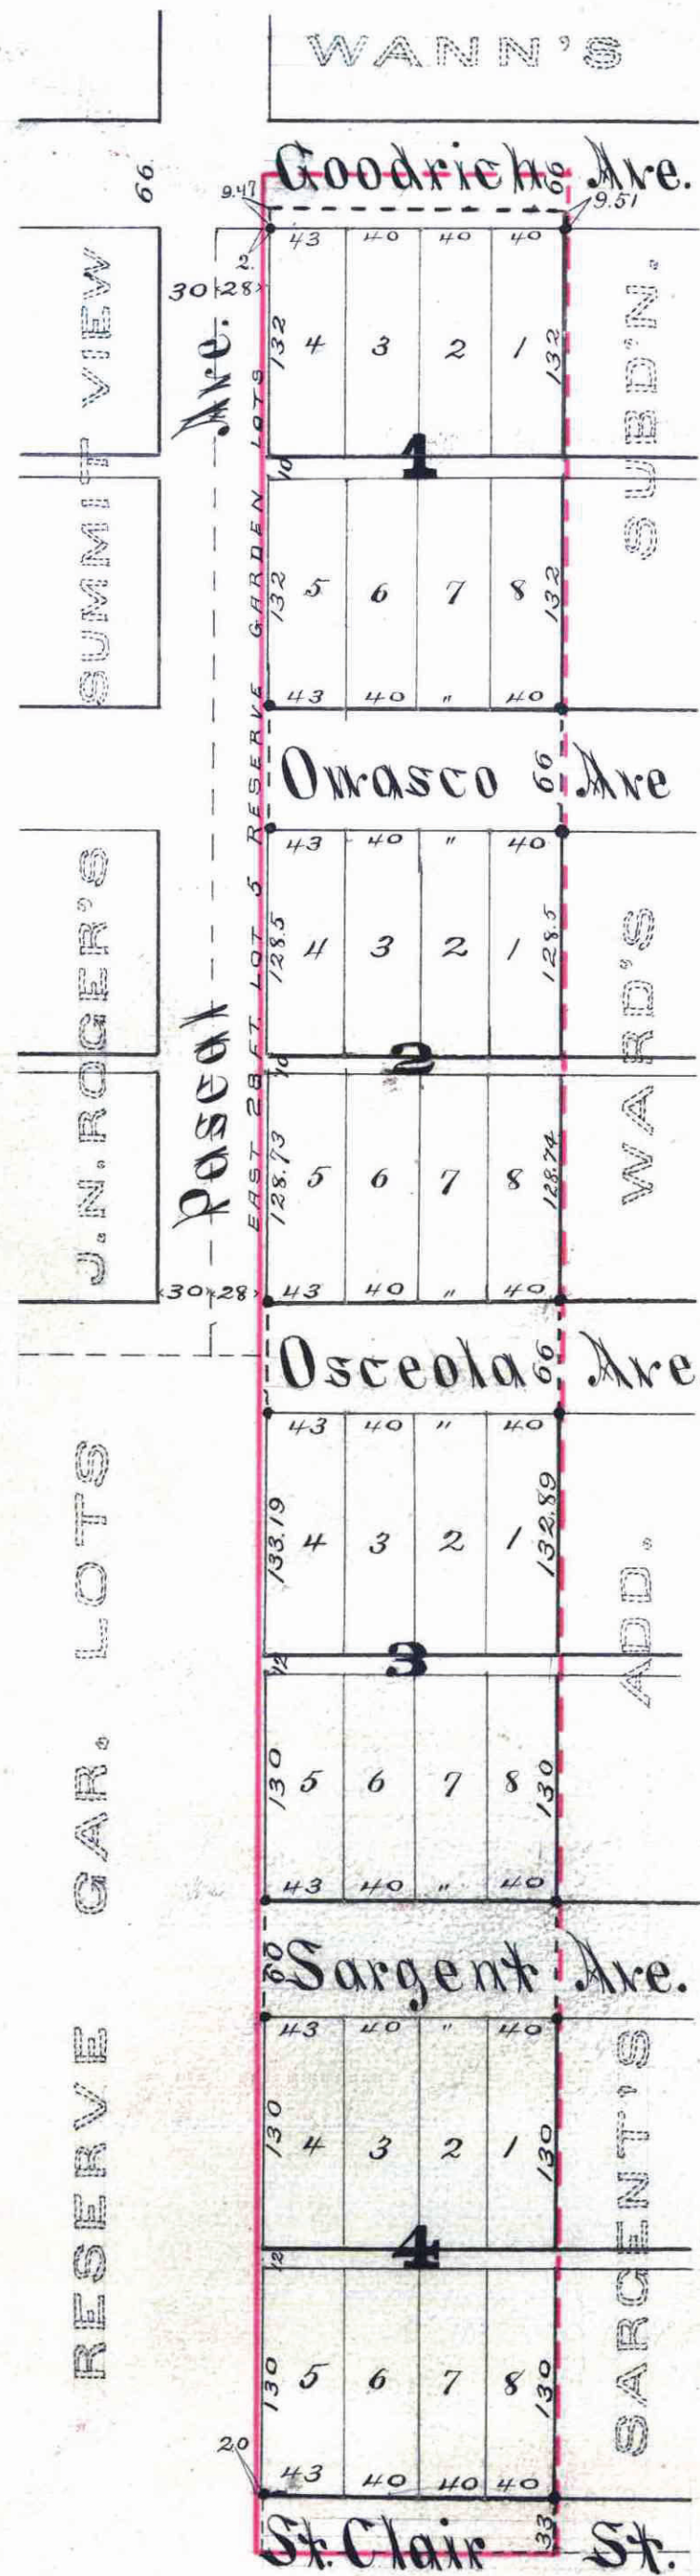 WANN'S
66
Goodrich 60 Ave.
9.47
9.51
43 40 40 40
2.
30 28
132 4 3 2 1 132
1
10
132 5 6 7 8 132
43 40 " 40
Owasco 66 Ave
43 40 " 40
128.5 4 3 2 1 128.5
2
10
128.73 5 6 7 8 128.74
30 28 43 40 " 40
Osceola 66 Ave
43 40 " 40
133.19 4 3 2 1 132.89
3
12
130 5 6 7 8 130
43 40 " 40
60 Sargent Ave.
43 40 " 40
130 4 3 2 1 130
4
12
130 5 6 7 8 130
20
43 40 40 40
St. Clair 33 St.
SUMMIT VIEW
J.N. ROGER'S
RESERVE GAR. LOTS
Pascal Ave.
EAST 28 FT. LOT 5 RESERVE GARDEN LOTS
SUBD'N.
WARD'S
ADD.
SARGENT'S